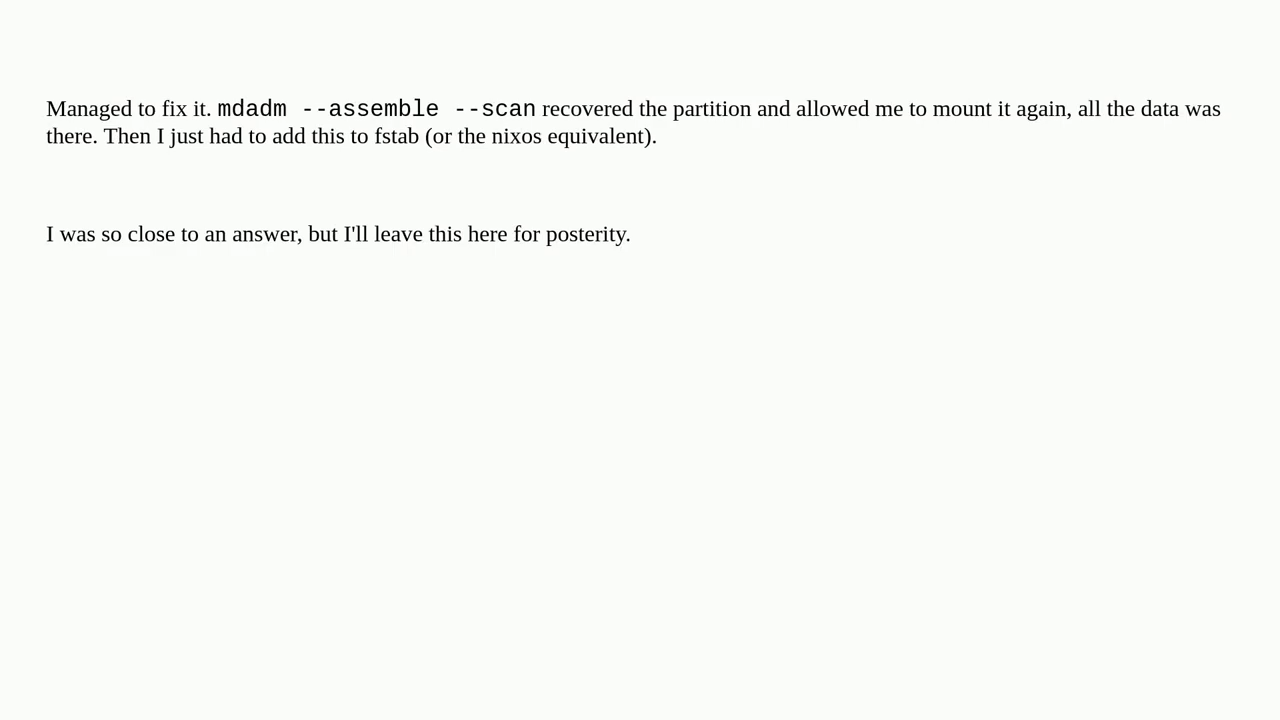 Managed to fix it. mdadm --assemble --scan recovered the partition and allowed me to mount it again, all the data was
there. Then I just had to add this to fstab (or the nixos equivalent).
I was so close to an answer, but I'll leave this here for posterity.